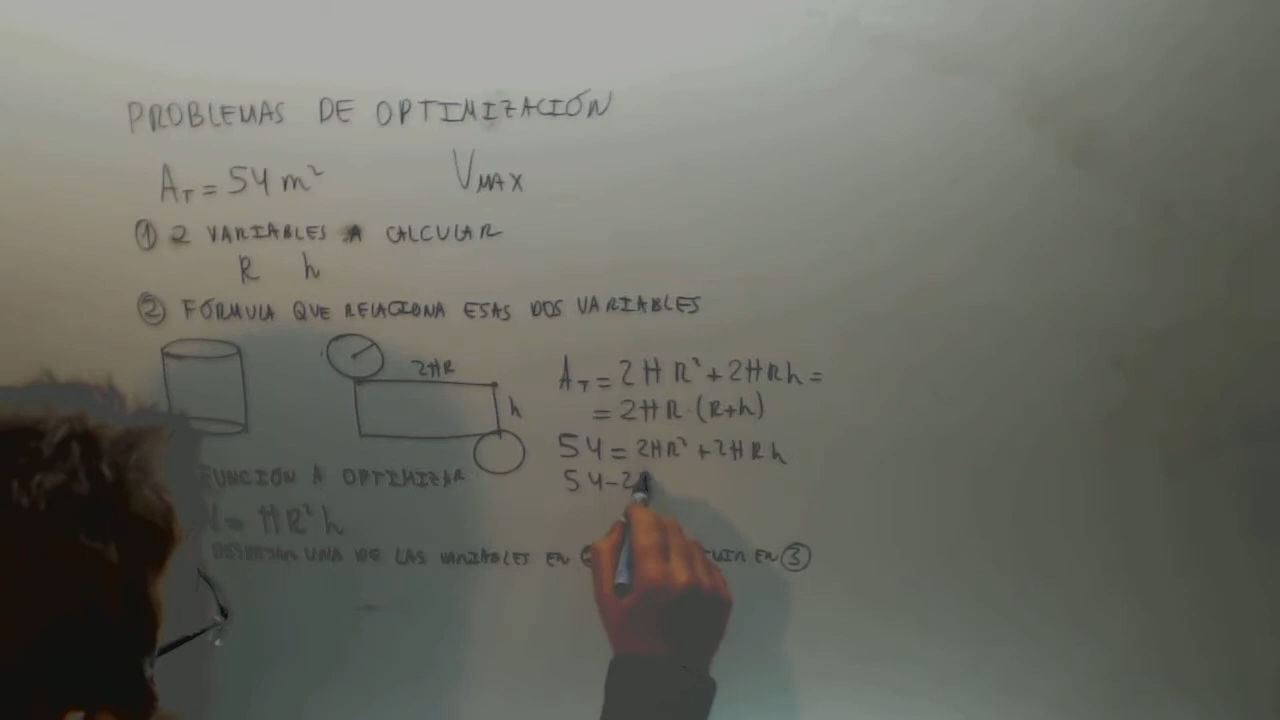 PROBLEMAS DE OPTIMIZACIÓN
A_T = 54 m² V_MAX
① 2 VARIABLES A CALCULAR
R h
② FÓRMULA QUE RELACIONA ESAS DOS VARIABLES
2πR
h
A_T = 2πR² + 2πRh =
= 2πR·(R+h)
54 = 2πR² + 2πRh
54 - 2
FUNCIÓN A OPTIMIZAR
V = πR²h
DESPEJAR UNA DE LAS VARIABLES EN EN ③